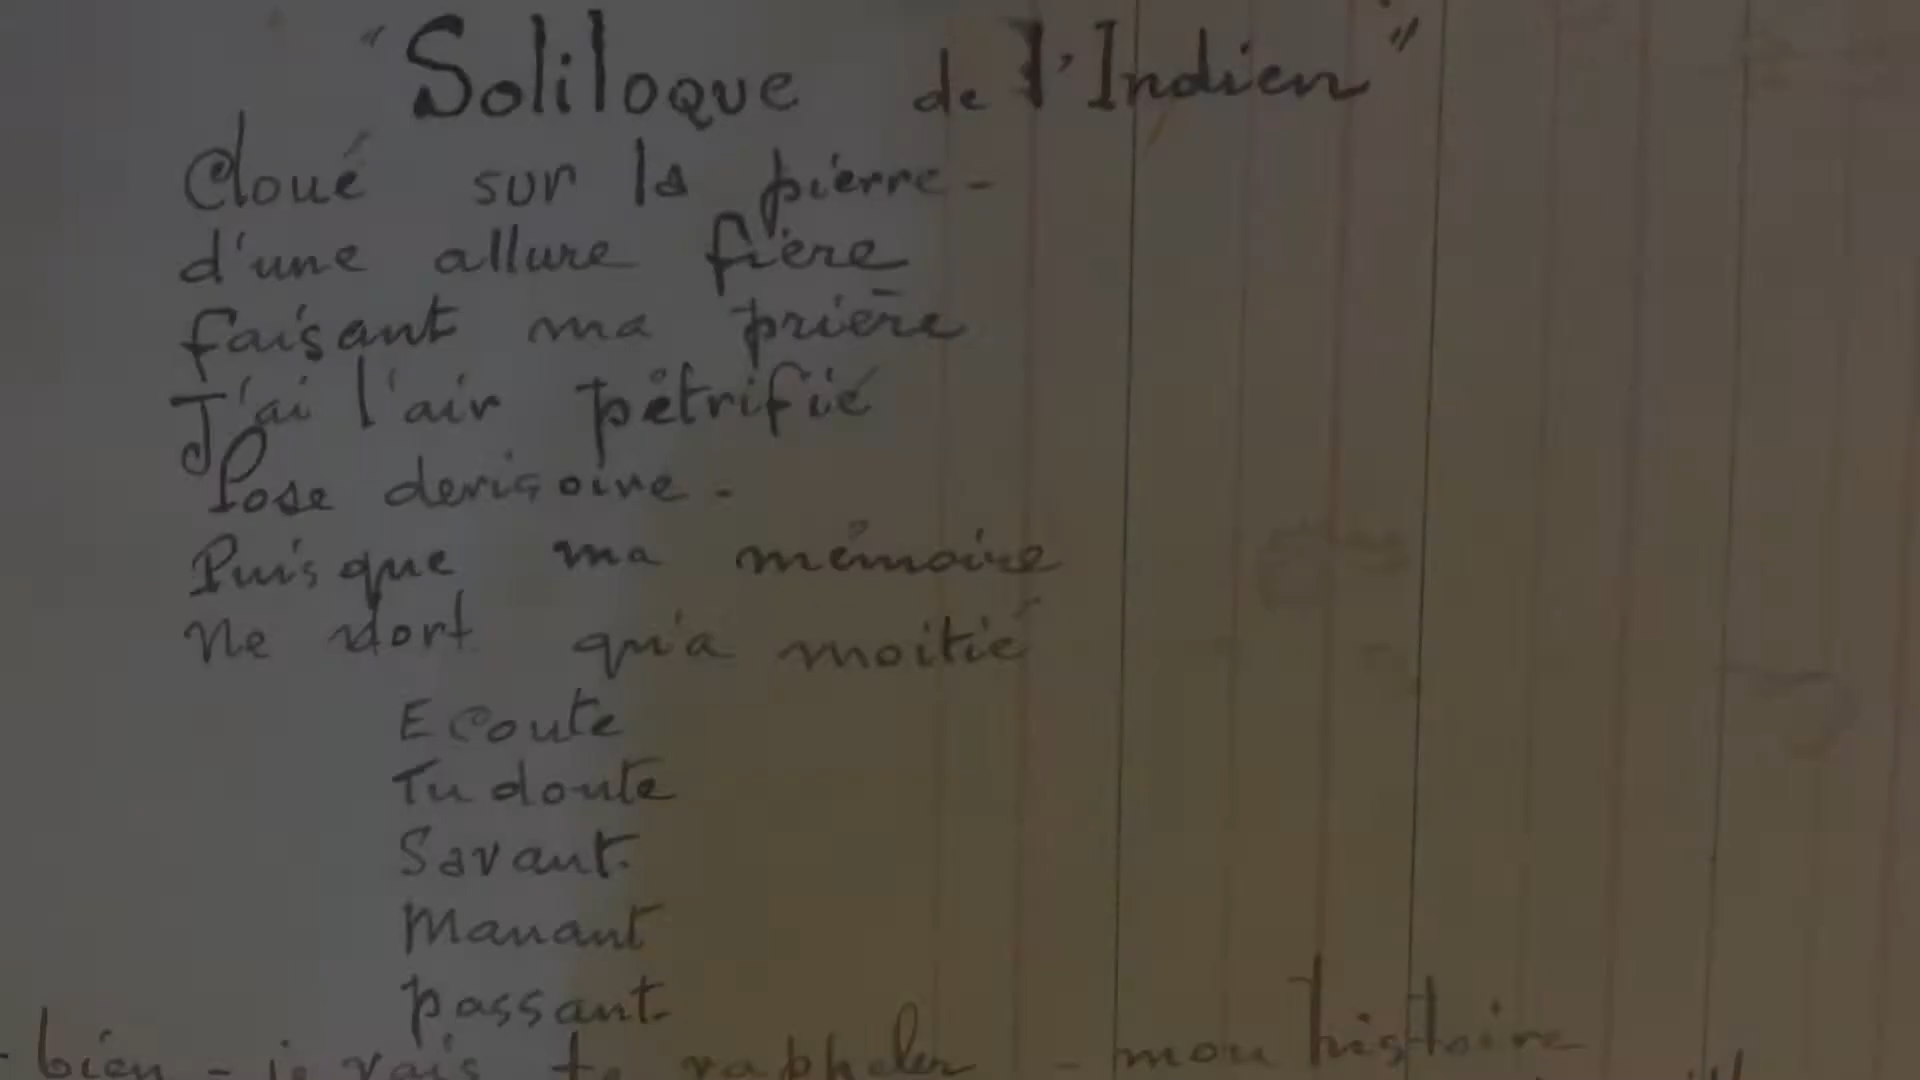 "Soliloque de l'Indien"
Cloué sur la pierre -
d'une allure fière
faisant ma prière
J'ai l'air pétrifié
Pose derisoire -
Puisque ma mémoire
Ne dort qu'a moitié
Ecoute
Tu doute
Savant.
Manant
passant.
bien - je vais te rappeler - mon histoire